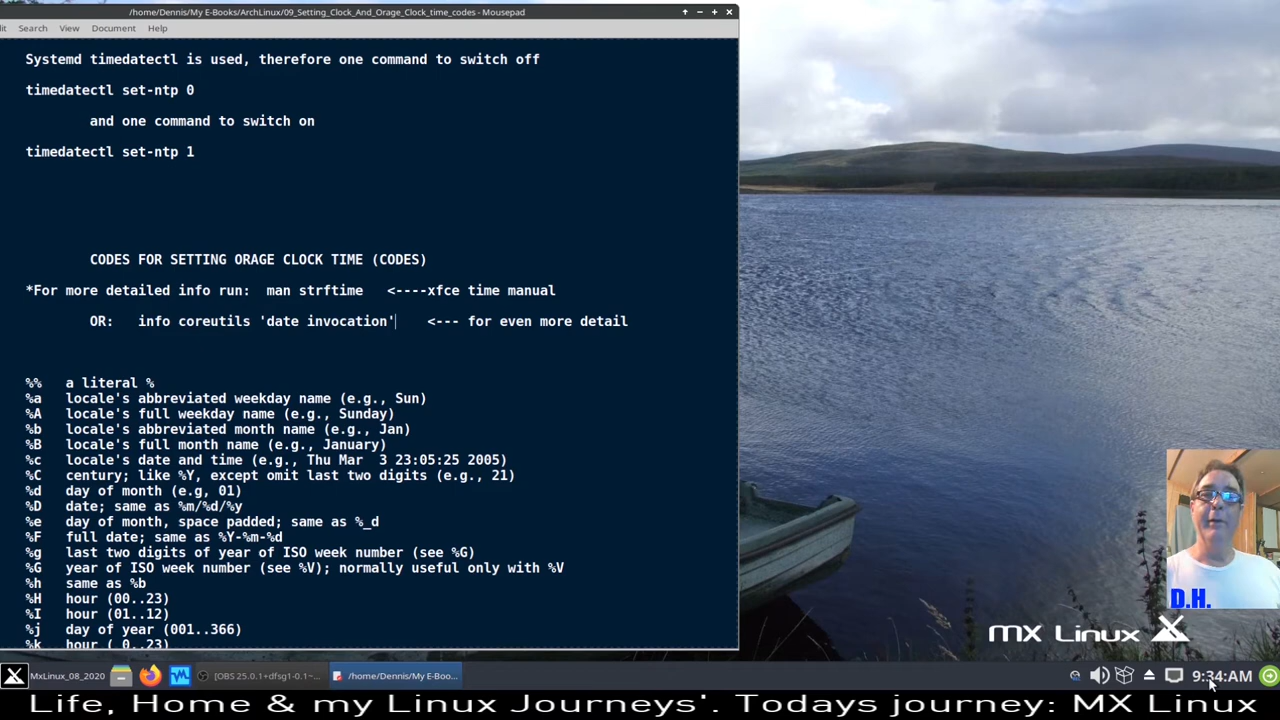 /home/Dennis/My E-Books/ArchLinux/09_Setting_Clock_And_Orage_Clock_time_codes - Mousepad
Search View Document Help
Systemd timedatectl is used, therefore one command to switch off
timedatectl set-ntp 0
and one command to switch on
timedatectl set-ntp 1
CODES FOR SETTING ORAGE CLOCK TIME (CODES)
*For more detailed info run: man strftime <----xfce time manual
OR: info coreutils 'date invocation' <--- for even more detail
%% a literal %
%a locale's abbreviated weekday name (e.g., Sun)
%A locale's full weekday name (e.g., Sunday)
%b locale's abbreviated month name (e.g., Jan)
%B locale's full month name (e.g., January)
%c locale's date and time (e.g., Thu Mar 3 23:05:25 2005)
%C century; like %Y, except omit last two digits (e.g., 21)
%d day of month (e.g, 01)
%D date; same as %m/%d/%y
%e day of month, space padded; same as %_d
%F full date; same as %Y-%m-%d
%g last two digits of year of ISO week number (see %G)
%G year of ISO week number (see %V); normally useful only with %V
%h same as %b
%H hour (00..23)
%I hour (01..12)
%j day of year (001..366)
%k hour ( 0..23)
D.H.
MX Linux
MxLinux_08_2020
[OBS 25.0.1+dfsg1-0.1~...
/home/Dennis/My E-Boo...
9:34:AM
Life, Home & my Linux Journeys'. Todays journey: MX Linux